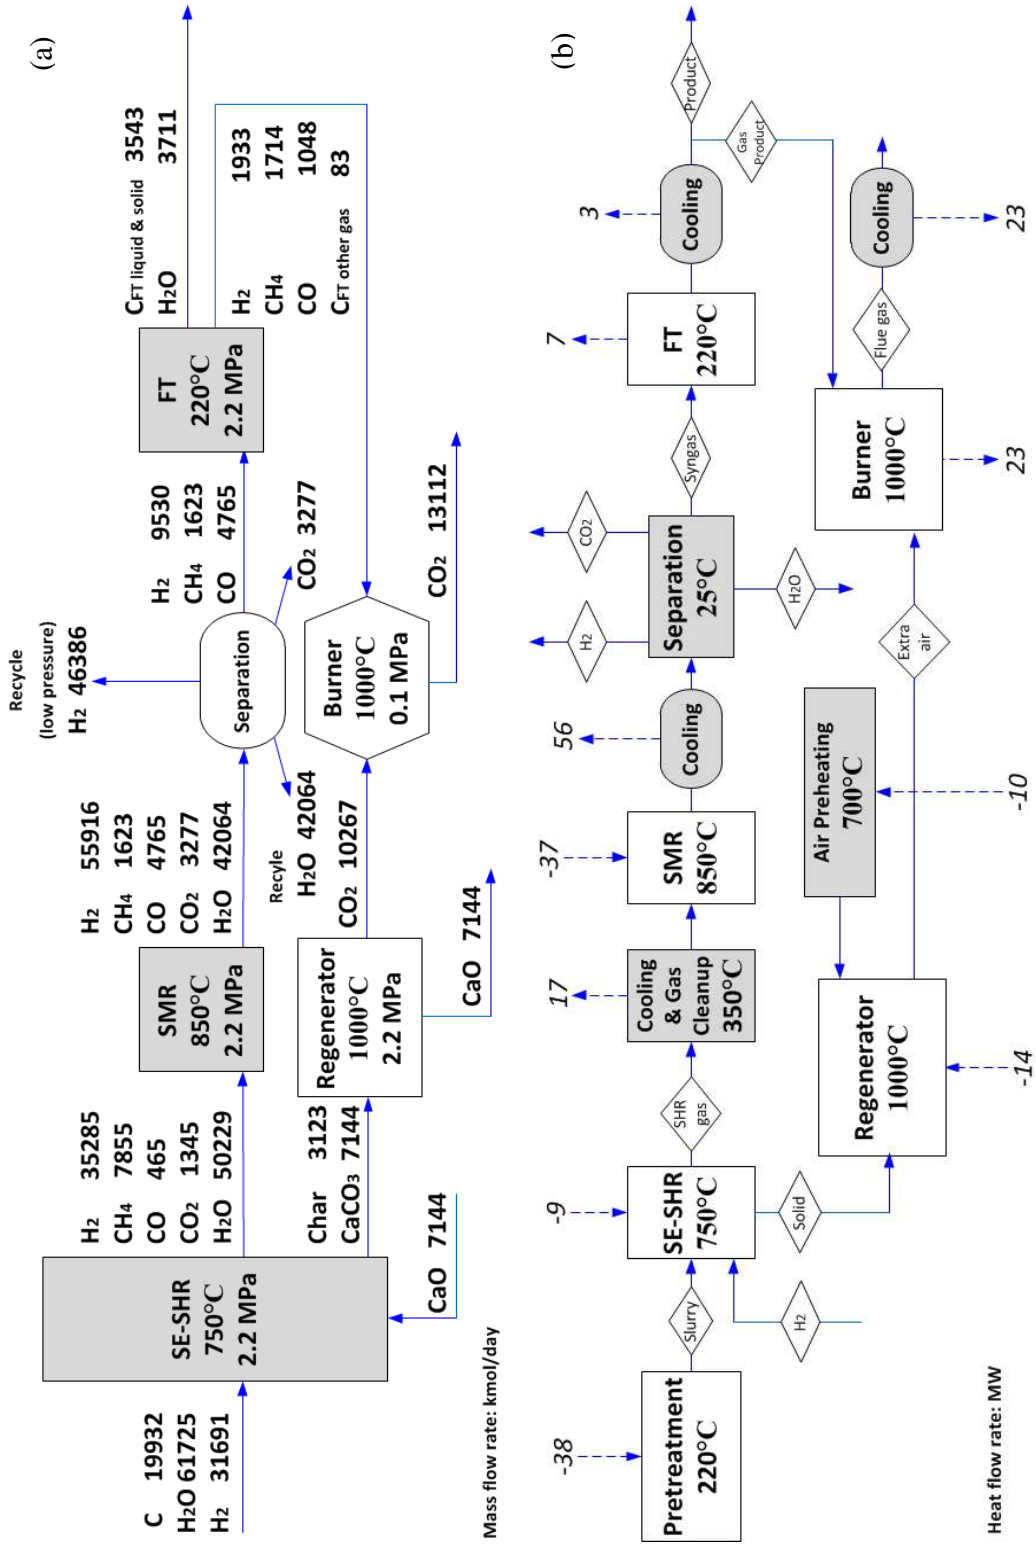 (a)
C 19932
H2O 61725
H2 31691
SE-SHR
750°C
2.2 MPa
H2 35285
CH4 7855
CO 465
CO2 1345
H2O 50229
SMR
850°C
2.2 MPa
H2 55916
CH4 1623
CO 4765
CO2 3277
H2O 42064
Recycle
(low pressure)
H2 46386
Separation
H2 9530
CH4 1623
CO 4765
CO2 3277
Recyle
H2O 42064
FT
220°C
2.2 MPa
CFT liquid & solid 3543
H2O 3711
H2 1933
CH4 1714
CO 1048
CFT other gas 83
Char 3123
CaCO3 7144
CaO 7144
Regenerator
1000°C
2.2 MPa
CaO 7144
CO2 10267
Burner
1000°C
0.1 MPa
CO2 13112
Mass flow rate: kmol/day
(b)
-38
Pretreatment
220°C
Slurry
H2
-9
SE-SHR
750°C
Solid
SHR
gas
17
Cooling
& Gas
Cleanup
350°C
-37
SMR
850°C
56
Cooling
H2
CO2
Separation
25°C
H2O
Syngas
7
FT
220°C
3
Cooling
Product
Gas
Product
Regenerator
1000°C
-14
Air Preheating
700°C
-10
Extra
air
Burner
1000°C
23
Flue gas
Cooling
23
Heat flow rate: MW